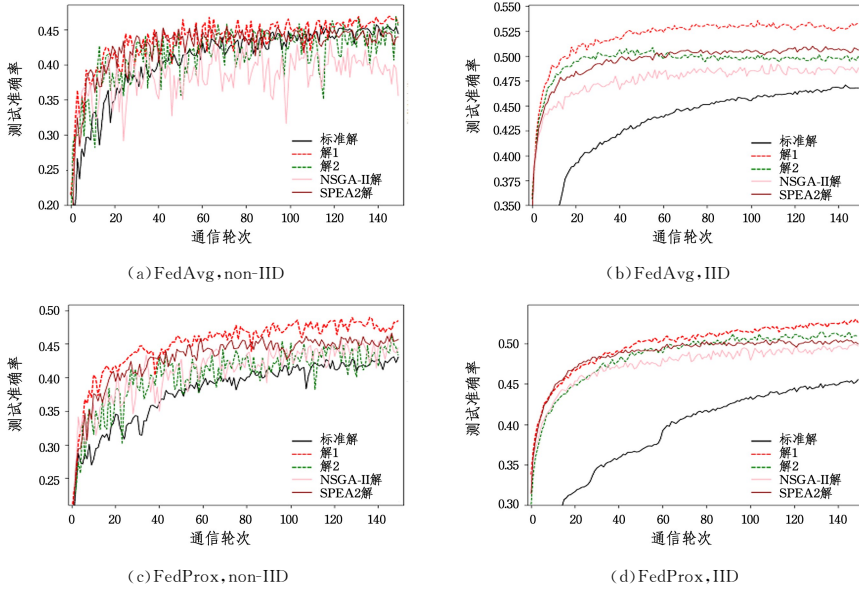 测试准确率
0.45
0.40
0.35
0.30
0.25
0.20
0 20 40 60 80 100 120 140
通信轮次
标准解
解1
解2
NSGA-II解
SPEA2解
(a)FedAvg,non-IID
测试准确率
0.550
0.525
0.500
0.475
0.450
0.425
0.400
0.375
0.350
0 20 40 60 80 100 120 140
通信轮次
标准解
解1
解2
NSGA-II解
SPEA2解
(b)FedAvg,IID
测试准确率
0.50
0.45
0.40
0.35
0.30
0.25
0 20 40 60 80 100 120 140
通信轮次
标准解
解1
解2
NSGA-II解
SPEA2解
(c)FedProx,non-IID
测试准确率
0.50
0.45
0.40
0.35
0.30
0 20 40 60 80 100 120 140
通信轮次
标准解
解1
解2
NSGA-II解
SPEA2解
(d)FedProx,IID